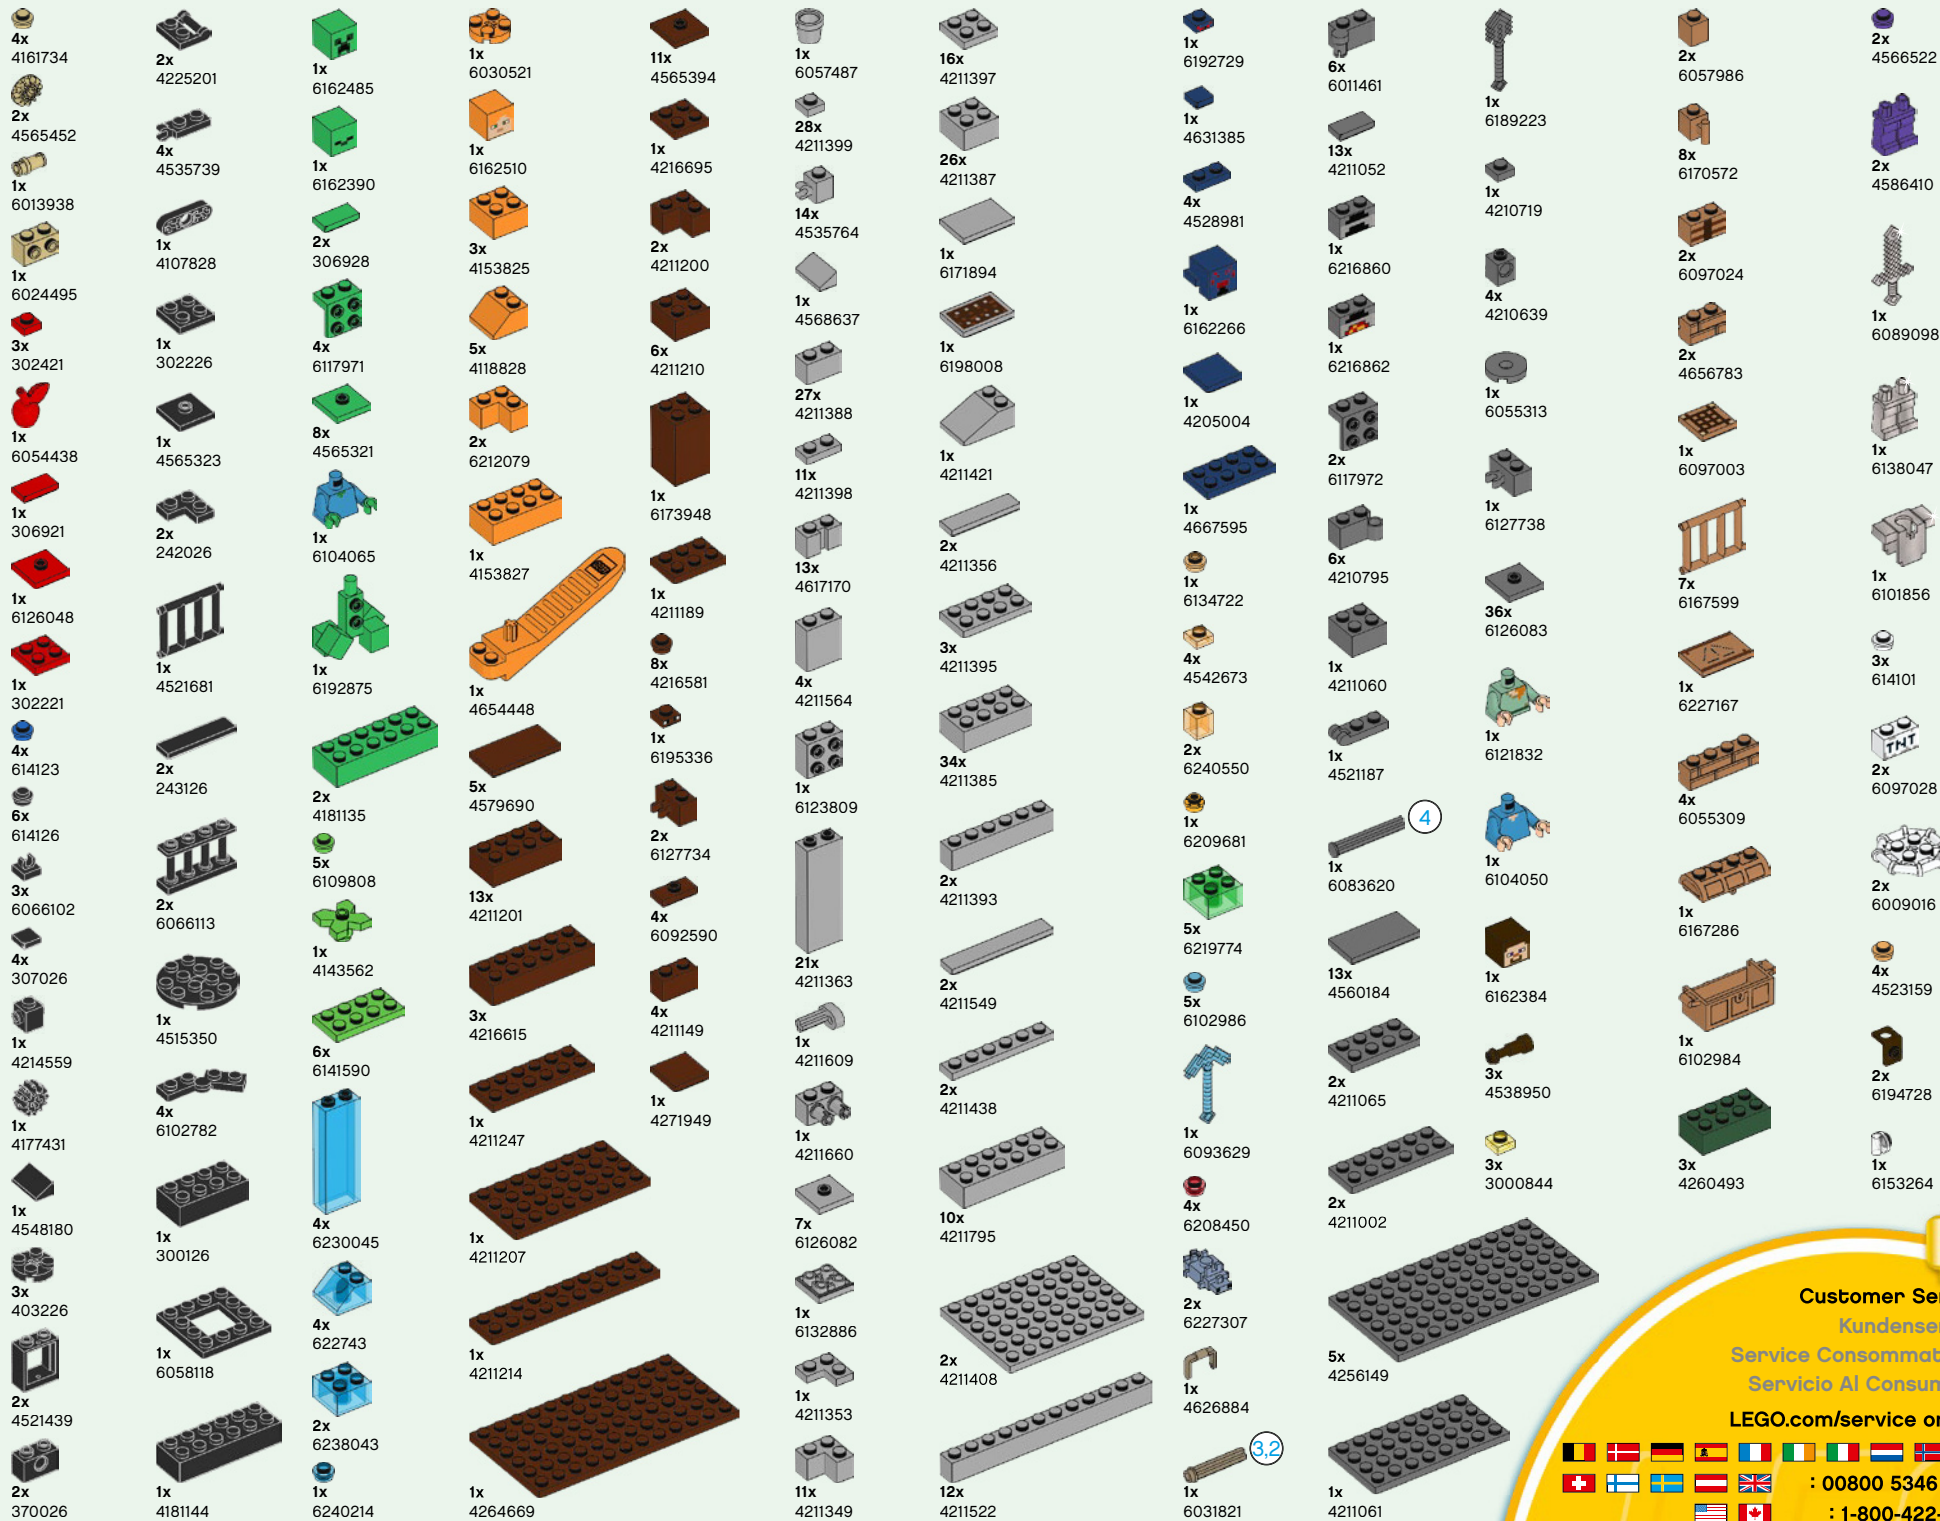 4x
4161734
2x
4565452
1x
6013938
1x
6024495
3x
302421
1x
6054438
1x
306921
1x
6126048
1x
302221
4x
614123
6x
614126
3x
6066102
4x
307026
1x
4214559
1x
4177431
1x
4548180
3x
403226
2x
4521439
2x
370026
2x
4225201
4x
4535739
1x
4107828
1x
302226
1x
4565323
2x
242026
1x
4521681
2x
243126
2x
6066113
1x
4515350
4x
6102782
1x
300126
1x
6058118
1x
4181144
1x
6162485
1x
6162390
2x
306928
4x
6117971
8x
4565321
1x
6104065
1x
6192875
2x
4181135
5x
6109808
1x
4143562
6x
6141590
4x
6230045
4x
622743
2x
6238043
1x
6240214
1x
6030521
1x
6162510
3x
4153825
5x
4118828
2x
6212079
1x
4153827
1x
4654448
5x
4579690
13x
4211201
3x
4216615
1x
4211247
1x
4211207
1x
4211214
1x
4264669
11x
4565394
1x
4216695
2x
4211200
6x
4211210
1x
6173948
1x
4211189
8x
4216581
1x
6195336
2x
6127734
4x
6092590
4x
4211149
1x
4271949
1x
6057487
28x
4211399
14x
4535764
1x
4568637
27x
4211388
11x
4211398
13x
4617170
4x
4211564
1x
6123809
21x
4211363
1x
4211609
1x
4211660
7x
6126082
1x
6132886
1x
4211353
11x
4211349
16x
4211397
26x
4211387
1x
6171894
1x
6198008
1x
4211421
2x
4211356
3x
4211395
34x
4211385
2x
4211393
2x
4211549
2x
4211438
10x
4211795
2x
4211408
12x
4211522
1x
6192729
1x
4631385
4x
4528981
1x
6162266
1x
4205004
1x
4667595
1x
6134722
4x
4542673
2x
6240550
1x
6209681
5x
6219774
5x
6102986
1x
6093629
4x
6208450
2x
6227307
1x
4626884
3,2
1x
6031821
6x
6011461
13x
4211052
1x
6216860
1x
6216862
2x
6117972
6x
4210795
1x
4211060
1x
4521187
4
1x
6083620
13x
4560184
2x
4211065
2x
4211002
5x
4256149
1x
4211061
1x
6189223
1x
4210719
4x
4210639
1x
6055313
1x
6127738
36x
6126083
1x
6121832
1x
6104050
1x
6162384
3x
4538950
3x
3000844
2x
6057986
8x
6170572
2x
6097024
2x
4656783
1x
6097003
7x
6167599
1x
6227167
4x
6055309
1x
6167286
1x
6102984
3x
4260493
2x
4566522
2x
4586410
1x
6089098
1x
6138047
1x
6101856
3x
614101
TNT
2x
6097028
2x
6009016
4x
4523159
2x
6194728
1x
6153264
Customer Ser
Kundenser
Service Consommat
Servicio Al Consum
LEGO.com/service or
: 00800 5346
: 1-800-422-